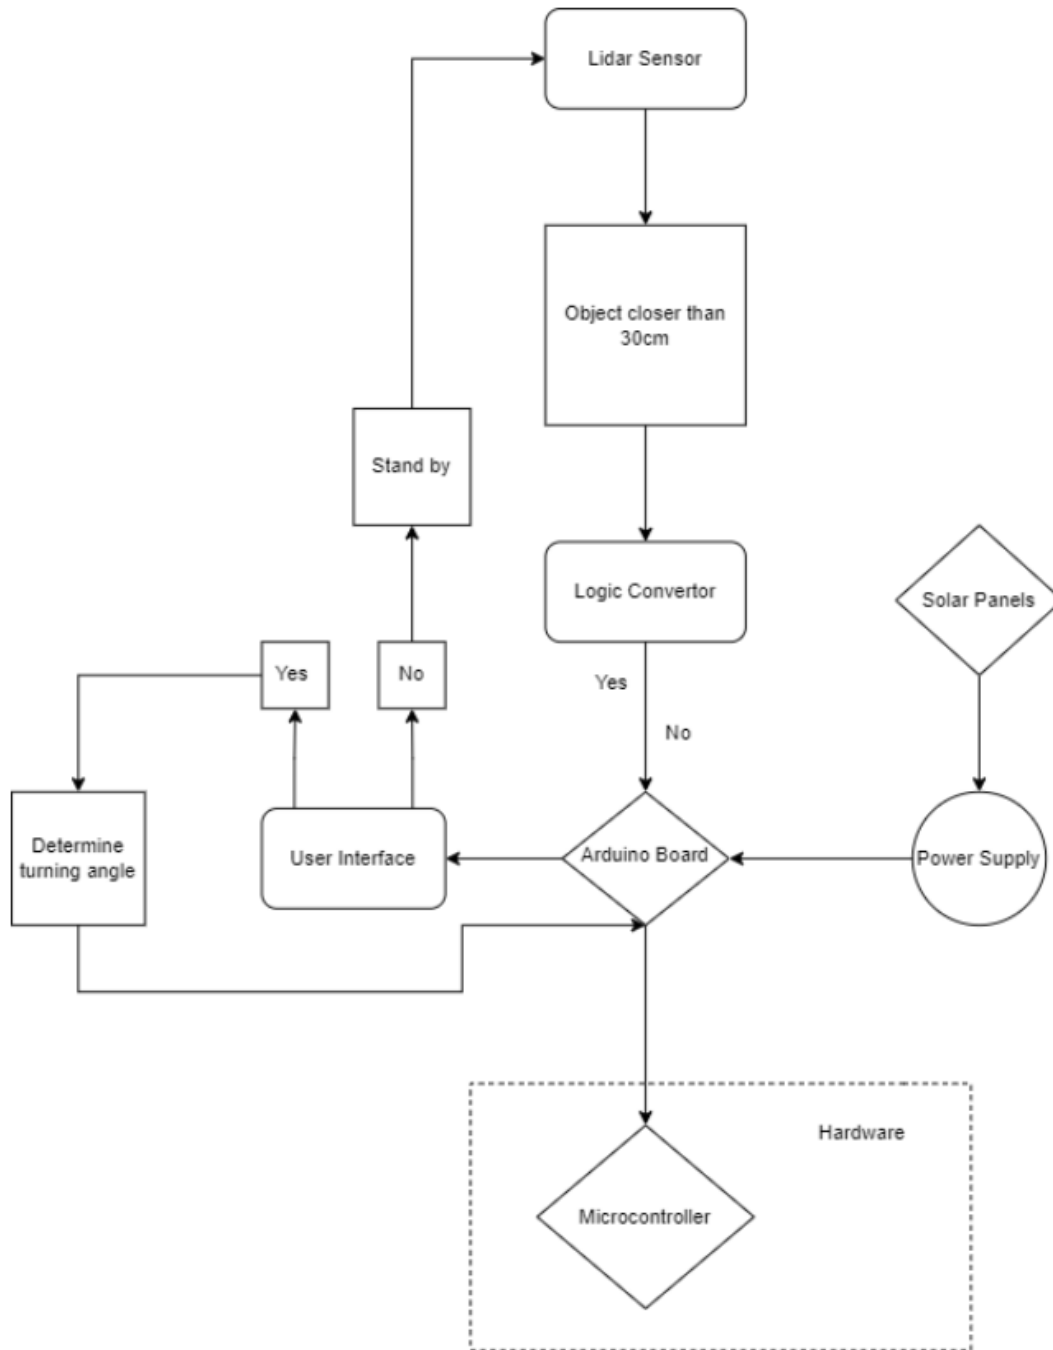 Lidar Sensor
Object closer than
30cm
Stand by
Logic Convertor
Solar Panels
Yes
No
Yes
No
Determine
turning angle
User Interface
Arduino Board
Power Supply
Hardware
Microcontroller